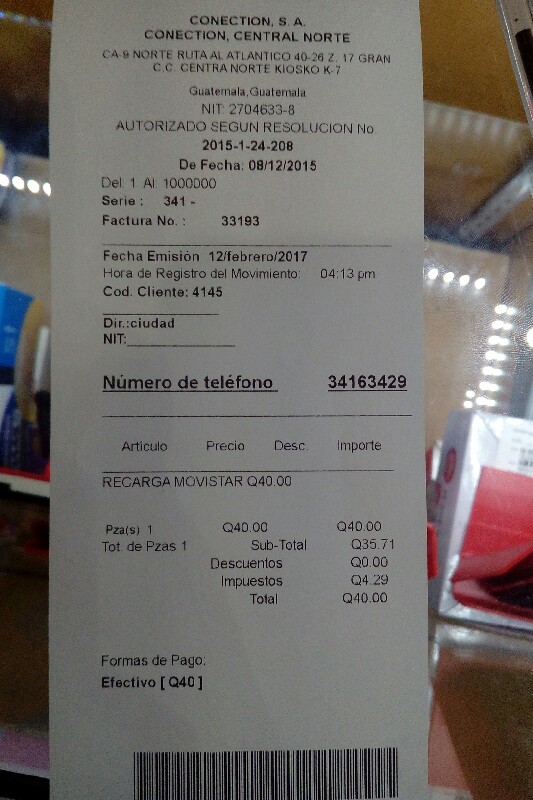 CONECTION, S. A.
CONECTION, CENTRAL NORTE
CA-9 NORTE RUTA AL ATLANTICO 40-26 Z. 17 GRAN
C.C. CENTRA NORTE KIOSKO K-7
Guatemala,Guatemala
NIT: 2704633-8
AUTORIZADO SEGUN RESOLUCION No
2015-1-24-208
De Fecha: 08/12/2015
Del: 1 Al: 1000000
Serie : 341 -
Factura No. : 33193
Fecha Emisión 12/febrero/2017
Hora de Registro del Movimiento: 04:13 pm
Cod. Cliente: 4145
Dir.:ciudad
NIT:
Número de teléfono 34163429
Articulo Precio Desc. Importe
RECARGA MOVISTAR Q40.00
Pza(s) 1 Q40.00 Q40.00
Tot. de Pzas 1 Sub-Total Q35.71
Descuentos Q0.00
Impuestos Q4.29
Total Q40.00
Formas de Pago:
Efectivo [ Q40 ]